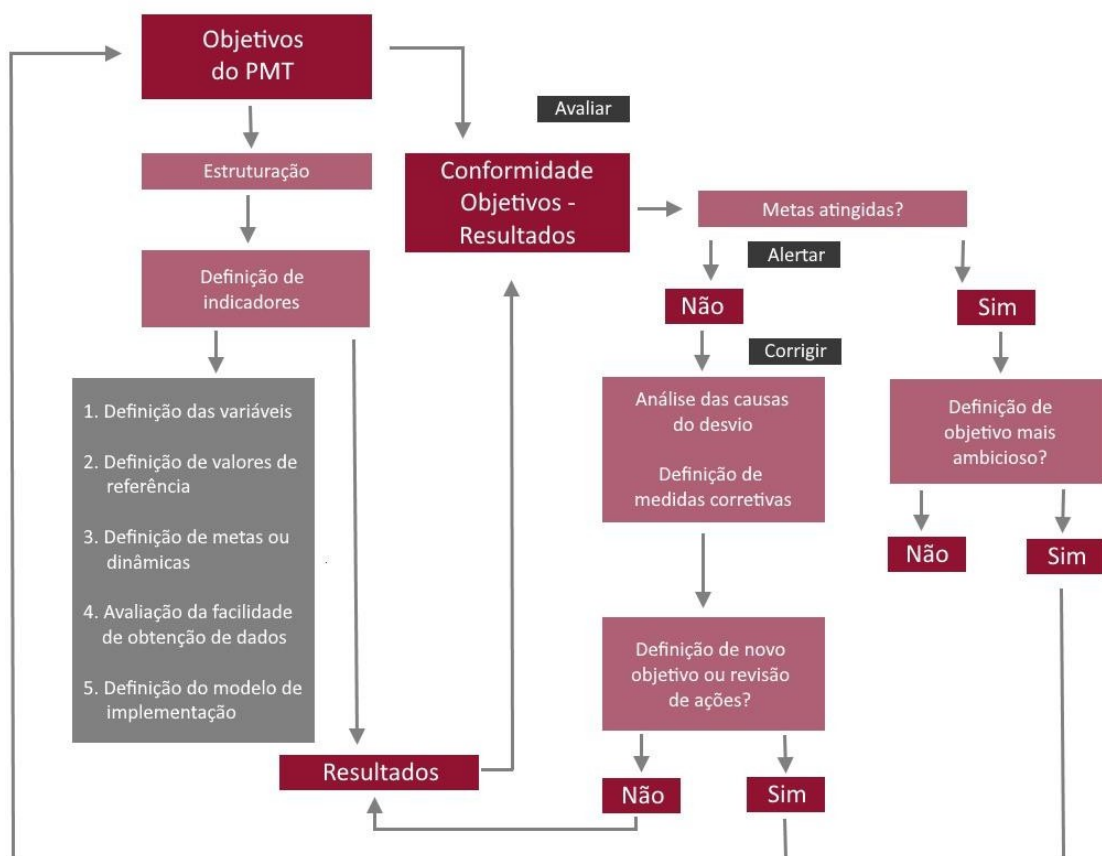 Objetivos
do PMT
Avaliar
Estruturação
Conformidade
Objetivos -
Resultados
Metas atingidas?
Alertar
Definição de
indicadores
Não
Sim
Corrigir
1. Definição das variáveis
2. Definição de valores de
referência
3. Definição de metas ou
dinâmicas
4. Avaliação da facilidade
de obtenção de dados
5. Definição do modelo de
implementação
Análise das causas
do desvio
Definição de
medidas corretivas
Definição de
objetivo mais
ambicioso?
Não
Sim
Definição de novo
objetivo ou revisão
de ações?
Resultados
Não
Sim